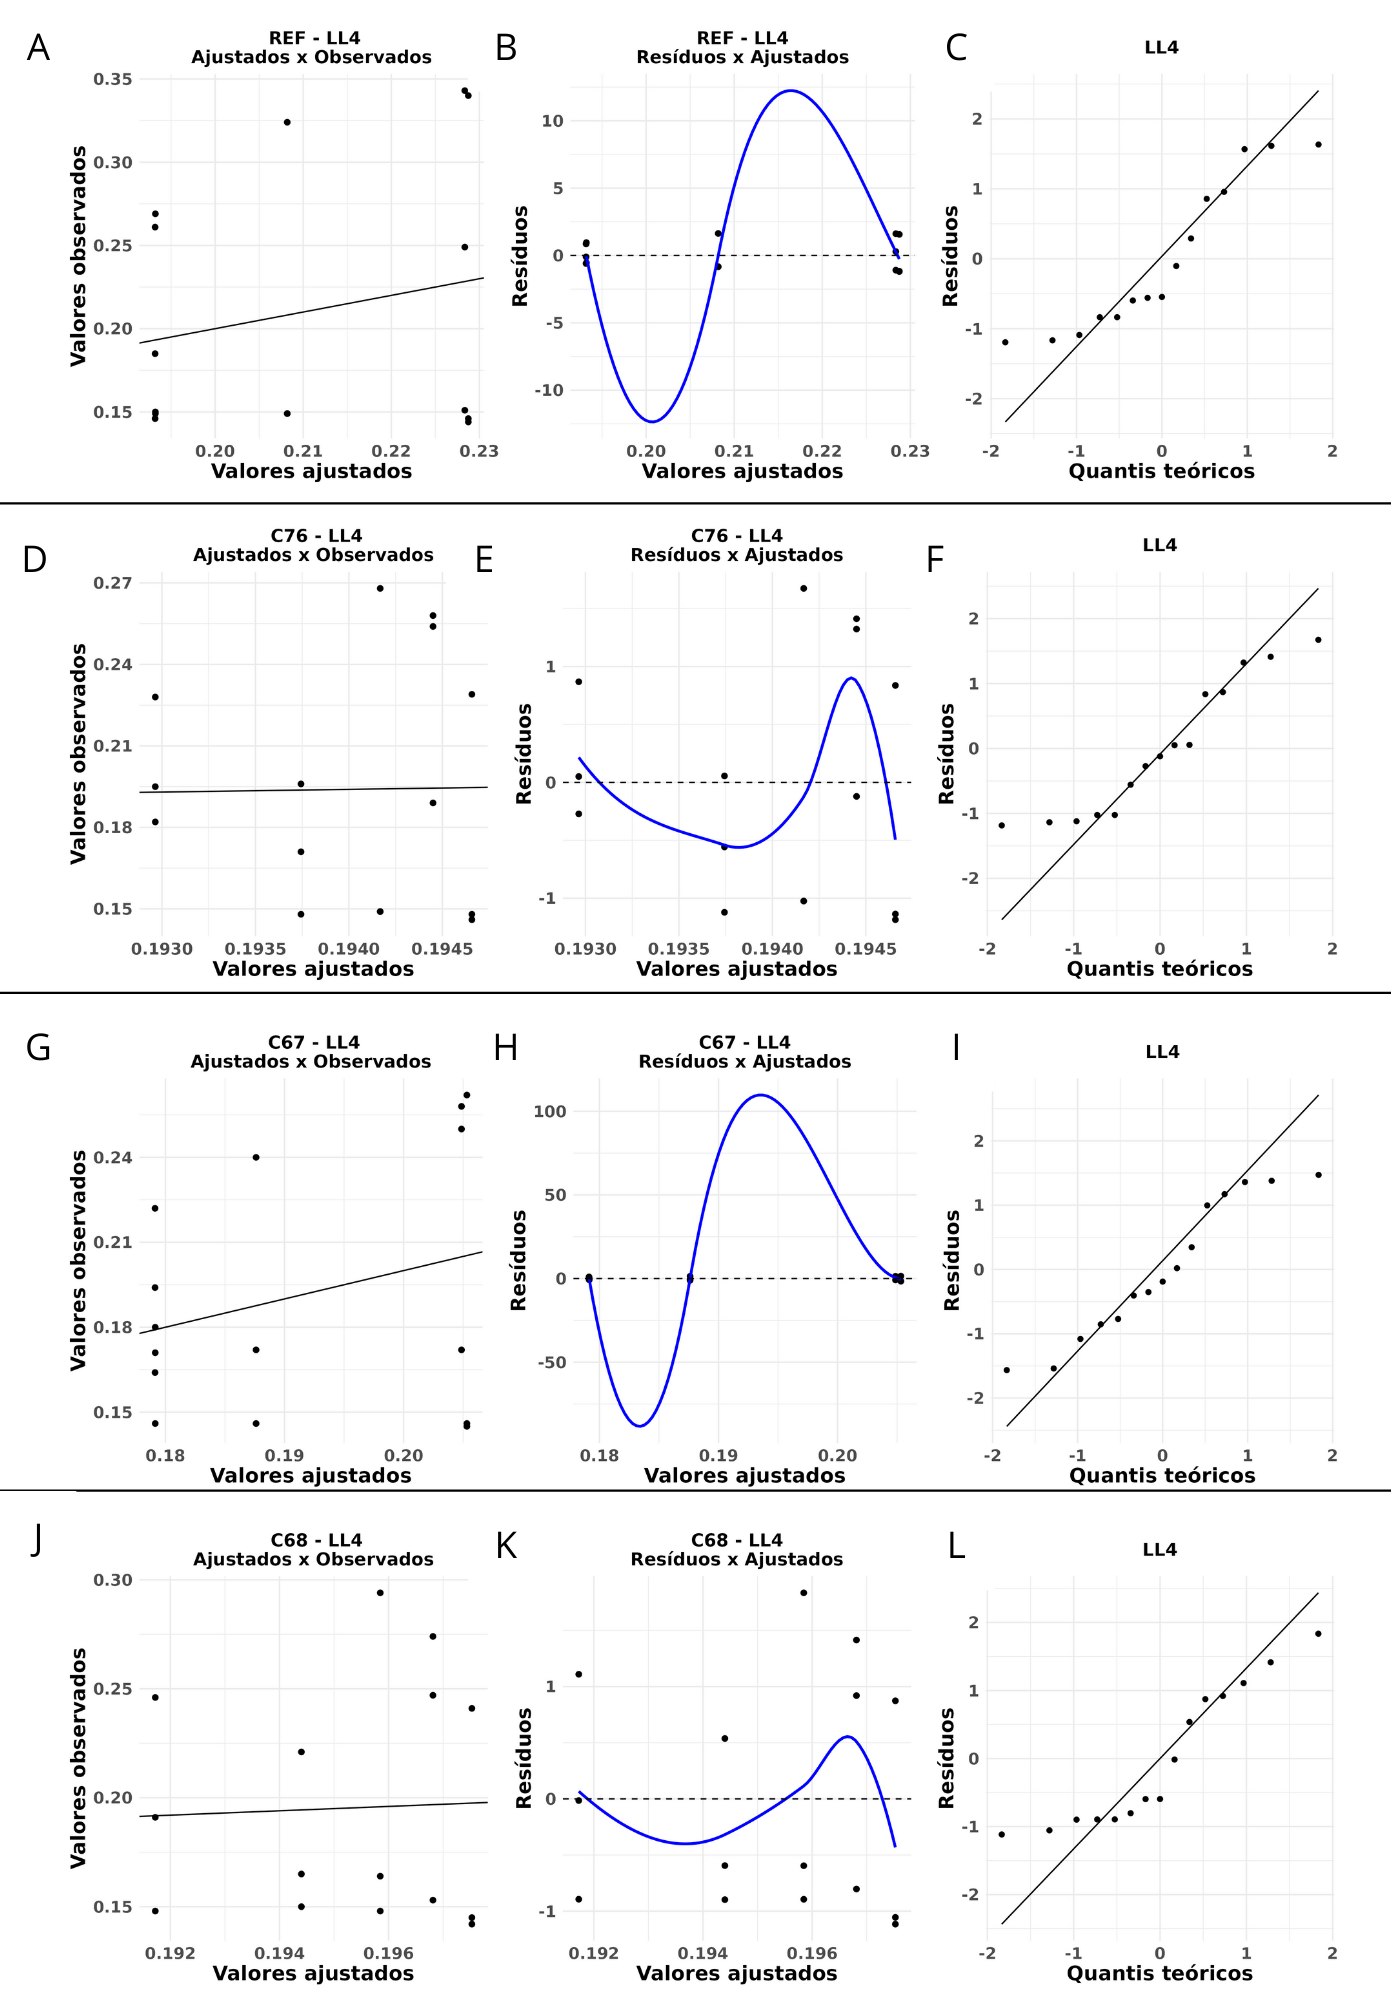 A
REF - LL4
Ajustados x Observados
Valores observados
0.35
0.30
0.25
0.20
0.15
0.20 0.21 0.22 0.23
Valores ajustados
B
REF - LL4
Resíduos x Ajustados
Resíduos
10
5
0
-5
-10
0.20 0.21 0.22 0.23
Valores ajustados
C
LL4
Resíduos
2
1
0
-1
-2
-2 -1 0 1 2
Quantis teóricos
D
C76 - LL4
Ajustados x Observados
Valores observados
0.27
0.24
0.21
0.18
0.15
0.1930 0.1935 0.1940 0.1945
Valores ajustados
E
C76 - LL4
Resíduos x Ajustados
Resíduos
1
0
-1
0.1930 0.1935 0.1940 0.1945
Valores ajustados
F
LL4
Resíduos
2
1
0
-1
-2
-2 -1 0 1 2
Quantis teóricos
G
C67 - LL4
Ajustados x Observados
Valores observados
0.24
0.21
0.18
0.15
0.18 0.19 0.20
Valores ajustados
H
C67 - LL4
Resíduos x Ajustados
Resíduos
100
50
0
-50
0.18 0.19 0.20
Valores ajustados
I
LL4
Resíduos
2
1
0
-1
-2
-2 -1 0 1 2
Quantis teóricos
J
C68 - LL4
Ajustados x Observados
Valores observados
0.30
0.25
0.20
0.15
0.192 0.194 0.196
Valores ajustados
K
C68 - LL4
Resíduos x Ajustados
Resíduos
1
0
-1
0.192 0.194 0.196
Valores ajustados
L
LL4
Resíduos
2
1
0
-1
-2
-2 -1 0 1 2
Quantis teóricos